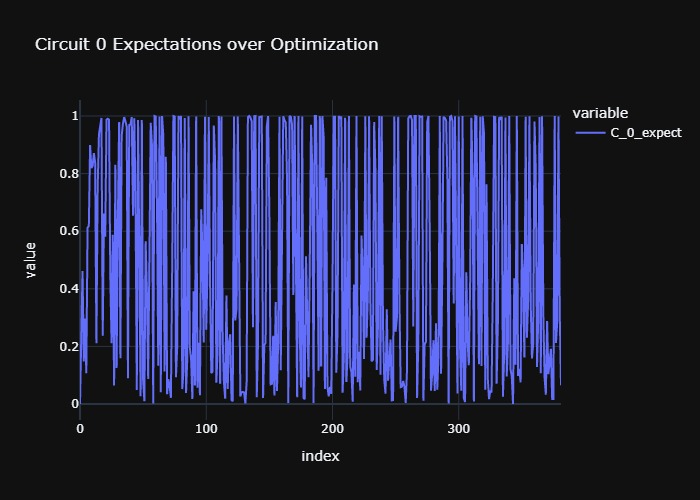 Circuit 0 Expectations over Optimization
variable
C_0_expect
value
1
0.8
0.6
0.4
0.2
0
0 100 200 300
index